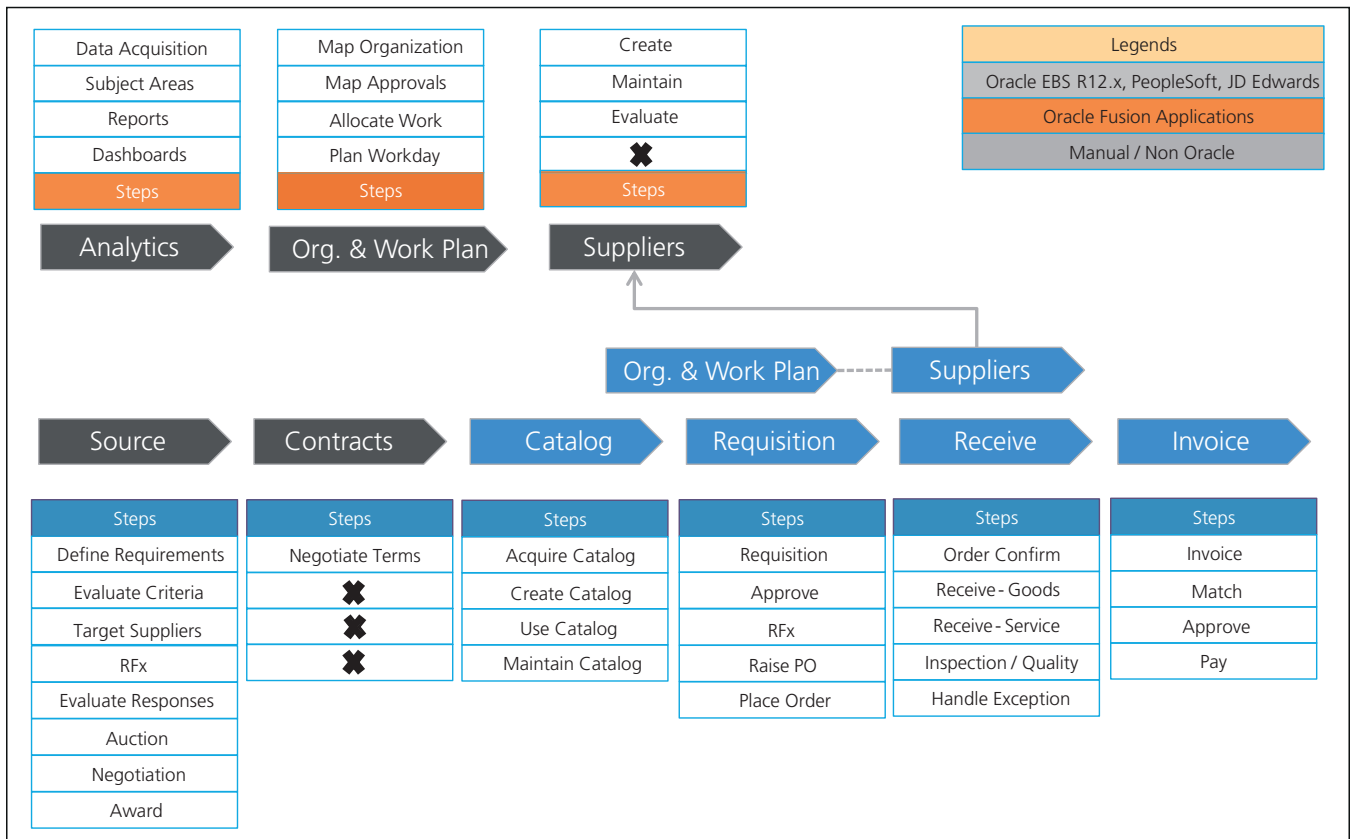 Data Acquisition
Subject Areas
Reports
Dashboards
Steps
Analytics
Map Organization
Map Approvals
Allocate Work
Plan Workday
Steps
Org. & Work Plan
Create
Maintain
Evaluate
Steps
Suppliers
Legends
Oracle EBS R12.x, PeopleSoft, JD Edwards
Oracle Fusion Applications
Manual / Non Oracle
Org. & Work Plan
Suppliers
Source
Contracts
Catalog
Requisition
Receive
Invoice
Steps
Define Requirements
Evaluate Criteria
Target Suppliers
RFx
Evaluate Responses
Auction
Negotiation
Award
Steps
Negotiate Terms
Steps
Acquire Catalog
Create Catalog
Use Catalog
Maintain Catalog
Steps
Requisition
Approve
RFx
Raise PO
Place Order
Steps
Order Confirm
Receive - Goods
Receive - Service
Inspection / Quality
Handle Exception
Steps
Invoice
Match
Approve
Pay